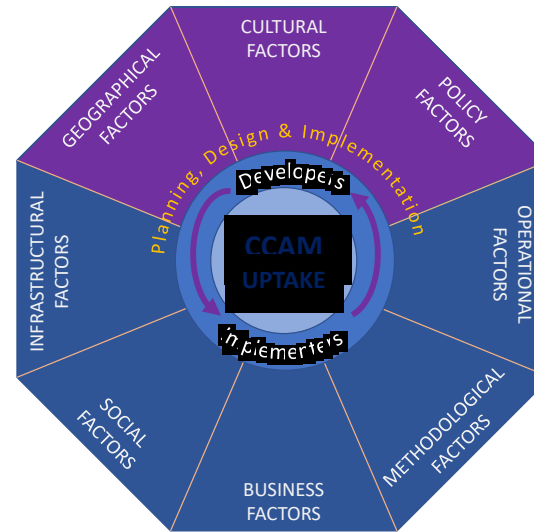 CULTURAL
FACTORS
GEOGRAPHICAL
FACTORS
POLICY
FACTORS
Planning, Design & Implementation
Developers
INFRASTRUCTURAL
FACTORS
CCAM
UPTAKE
OPERATIONAL
FACTORS
Implementers
SOCIAL
FACTORS
METHODOLOGICAL
FACTORS
BUSINESS
FACTORS